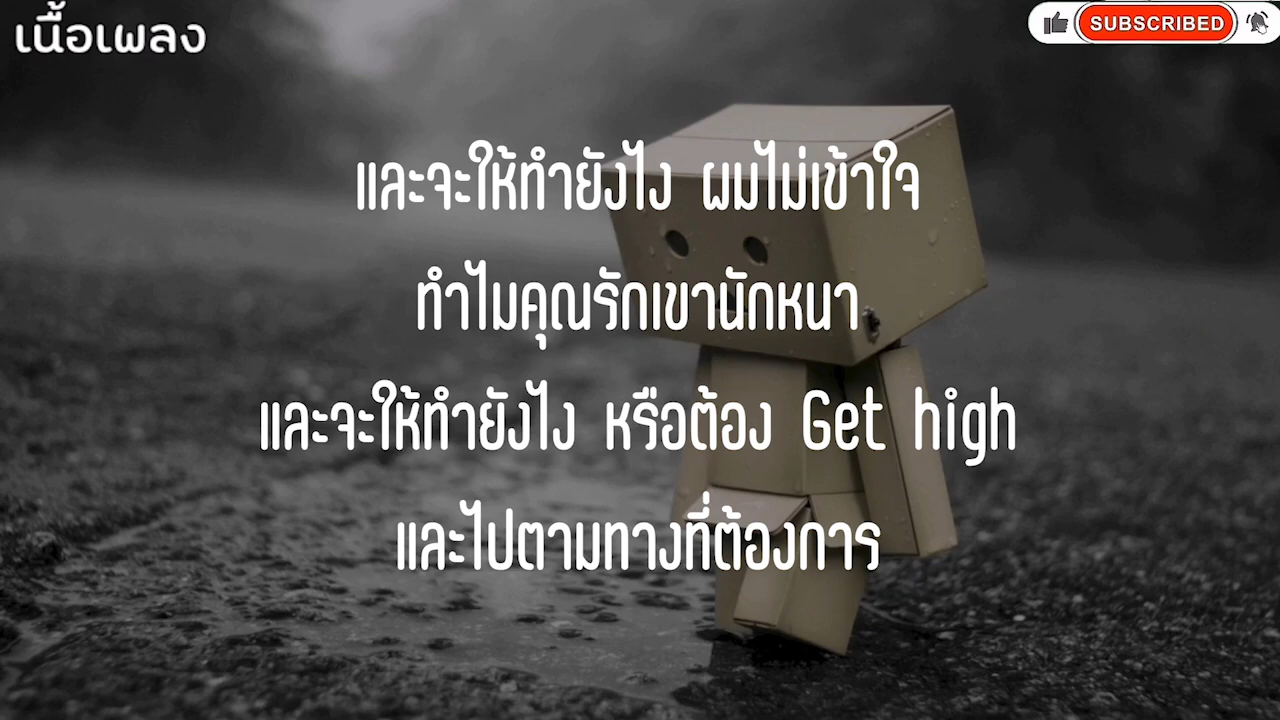 เนื้อเพลง
SUBSCRIBED
และจะให้ทำยังไง ผมไม่เข้าใจ
ทำไมคุณรักเขานักหนา
และจะให้ทำยังไง หรือต้อง Get high
และไปตามทางที่ต้องการ